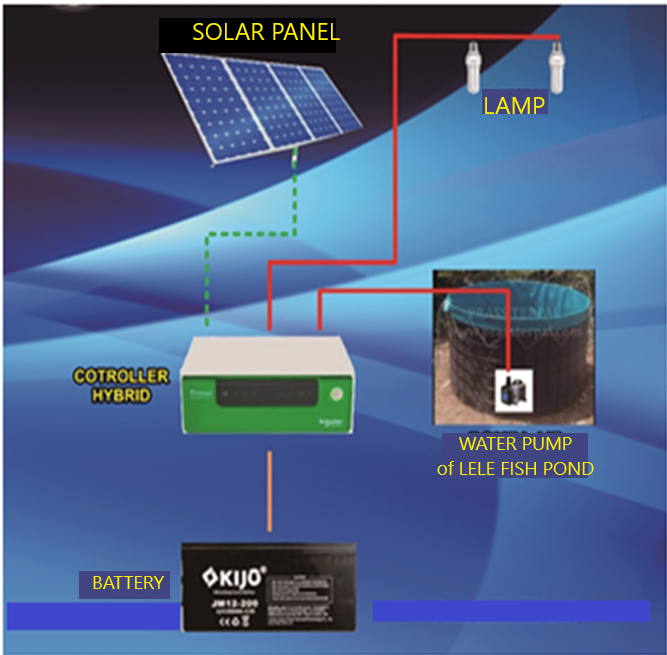 SOLAR PANEL
LAMP
COTROLLER
HYBRID
WATER PUMP
of LELE FISH POND
BATTERY
KIJO®
JM12-200